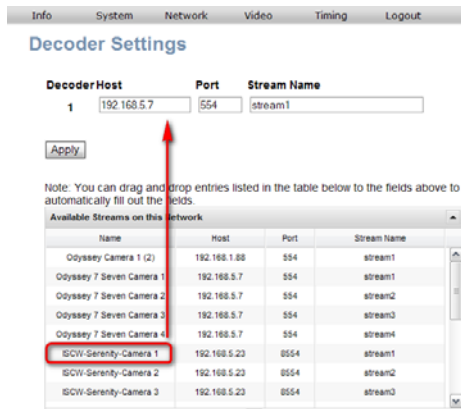 Info System Network Video Timing Logout
Decoder Settings
Decoder Host Port Stream Name
1 192.168.5.7 554 stream1
Apply
Note: You can drag and drop entries listed in the table below to the fields above to
automatically fill out the fields.
Available Streams on this Network
Name Host Port Stream Name
Odyssey Camera 1 (2) 192.168.1.88 554 stream1
Odyssey 7 Seven Camera 1 192.168.5.7 554 stream1
Odyssey 7 Seven Camera 2 192.168.5.7 554 stream2
Odyssey 7 Seven Camera 3 192.168.5.7 554 stream3
Odyssey 7 Seven Camera 4 192.168.5.7 554 stream4
ISCW-Serenity-Camera 1 192.168.5.23 8554 stream1
ISCW-Serenity-Camera 2 192.168.5.23 8554 stream2
ISCW-Serenity-Camera 3 192.168.5.23 8554 stream3